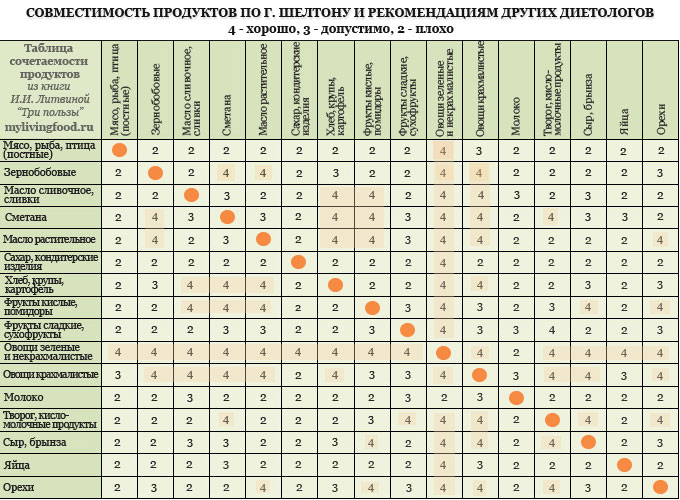 СОВМЕСТИМОСТЬ ПРОДУКТОВ ПО Г. ШЕЛТОНУ И РЕКОМЕНДАЦИЯМ ДРУГИХ ДИЕТОЛОГОВ
4 - хорошо, 3 - допустимо, 2 - плохо
Таблица
сочетаемости
продуктов
из книги
И.И. Литвиной
"Три пользы"
mylivingfood.ru
Мясо, рыба, птица
(постные)
Зернобобовые
Масло сливочное,
сливки
Сметана
Масло растительное
Сахар, кондитерские
изделия
Хлеб, крупы,
картофель
Фрукты кислые,
помидоры
Фрукты сладкие,
сухофрукты
Овощи зеленые
и некрахмалистые
Овощи крахмалистые
Молоко
Творог, кисло-
молочные продукты
Сыр, брынза
Яйца
Орехи
Мясо, рыба, птица
(постные) 2 2 2 2 2 2 2 2 4 3 2 2 2 2 2
Зернобобовые 2 2 4 4 2 3 2 2 4 4 2 2 2 2 3
Масло сливочное,
сливки 2 2 3 2 2 4 4 2 4 4 3 2 3 2 2
Сметана 2 4 3 3 2 4 4 3 4 4 2 4 3 3 2
Масло растительное 2 4 2 3 2 4 4 3 4 4 2 2 2 2 4
Сахар, кондитерские
изделия 2 2 2 2 2 2 2 2 4 2 2 2 2 2 2
Хлеб, крупы,
картофель 2 3 4 4 4 2 2 2 4 4 2 2 3 2 3
Фрукты кислые,
помидоры 2 2 4 4 4 2 2 3 4 3 2 3 4 2 4
Фрукты сладкие,
сухофрукты 2 2 2 3 3 2 2 3 4 3 3 4 2 2 3
Овощи зеленые
и некрахмалистые 4 4 4 4 4 4 4 4 4 4 2 4 4 4 4
Овощи крахмалистые 3 4 4 4 4 2 4 3 3 4 3 4 4 3 4
Молоко 2 2 3 2 2 2 2 2 3 2 3 2 2 2 2
Творог, кисло-
молочные продукты 2 2 2 4 2 2 2 3 4 4 4 2 4 2 4
Сыр, брынза 2 2 3 3 2 2 3 4 2 4 4 2 4 2 3
Яйца 2 2 2 3 2 2 2 2 2 4 3 2 2 2 2
Орехи 2 3 2 2 4 2 3 4 3 4 4 2 4 3 2